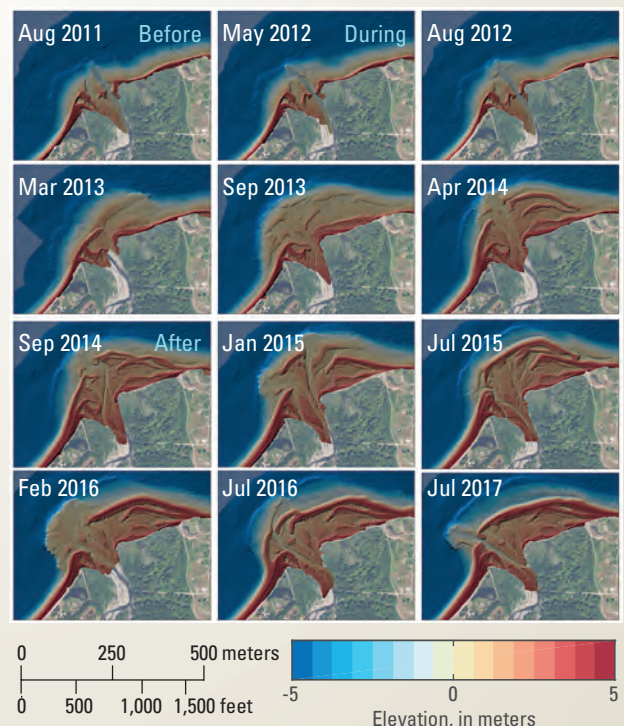 Aug 2011 Before
May 2012 During
Aug 2012
Mar 2013
Sep 2013
Apr 2014
Sep 2014 After
Jan 2015
Jul 2015
Feb 2016
Jul 2016
Jul 2017
0 250 500 meters
0 500 1,000 1,500 feet
-5 0 5
Elevation, in meters